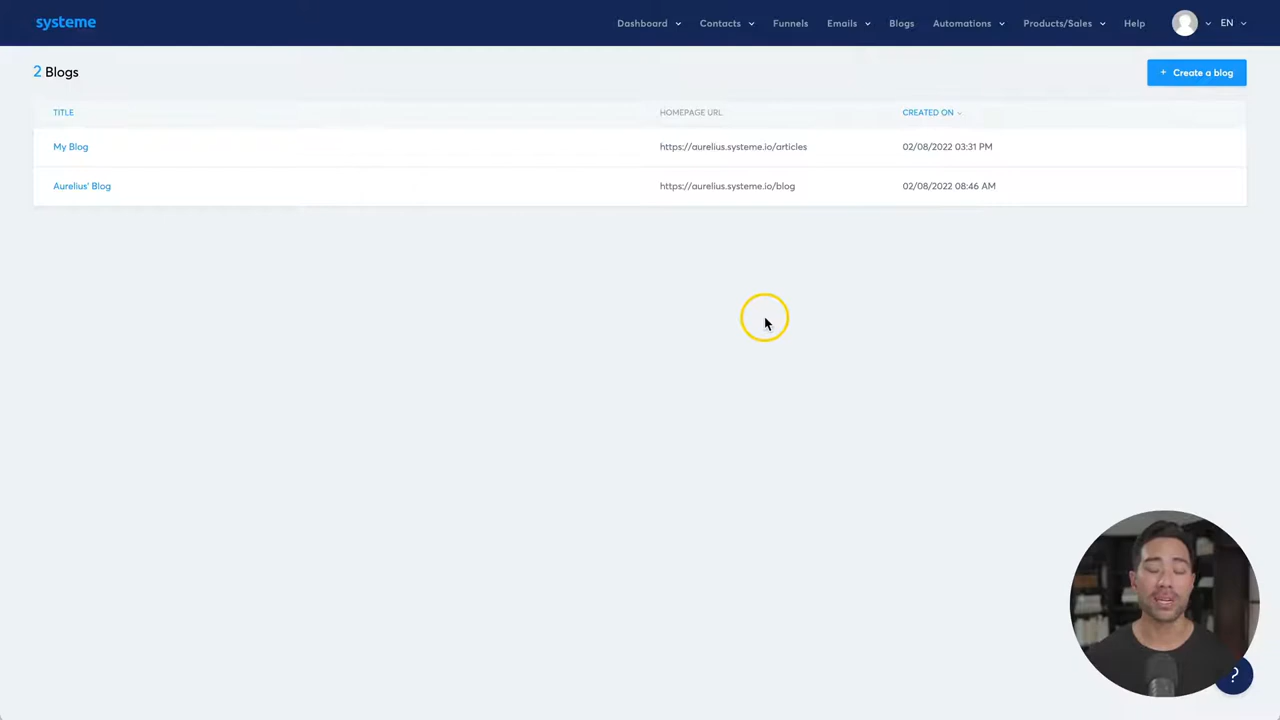 systeme
Dashboard Contacts Funnels Emails Blogs Automations Products/Sales Help EN
2 Blogs
+ Create a blog
TITLE HOMEPAGE URL CREATED ON
My Blog https://aurelius.systeme.io/articles 02/08/2022 03:31 PM
Aurelius' Blog https://aurelius.systeme.io/blog 02/08/2022 08:46 AM
?